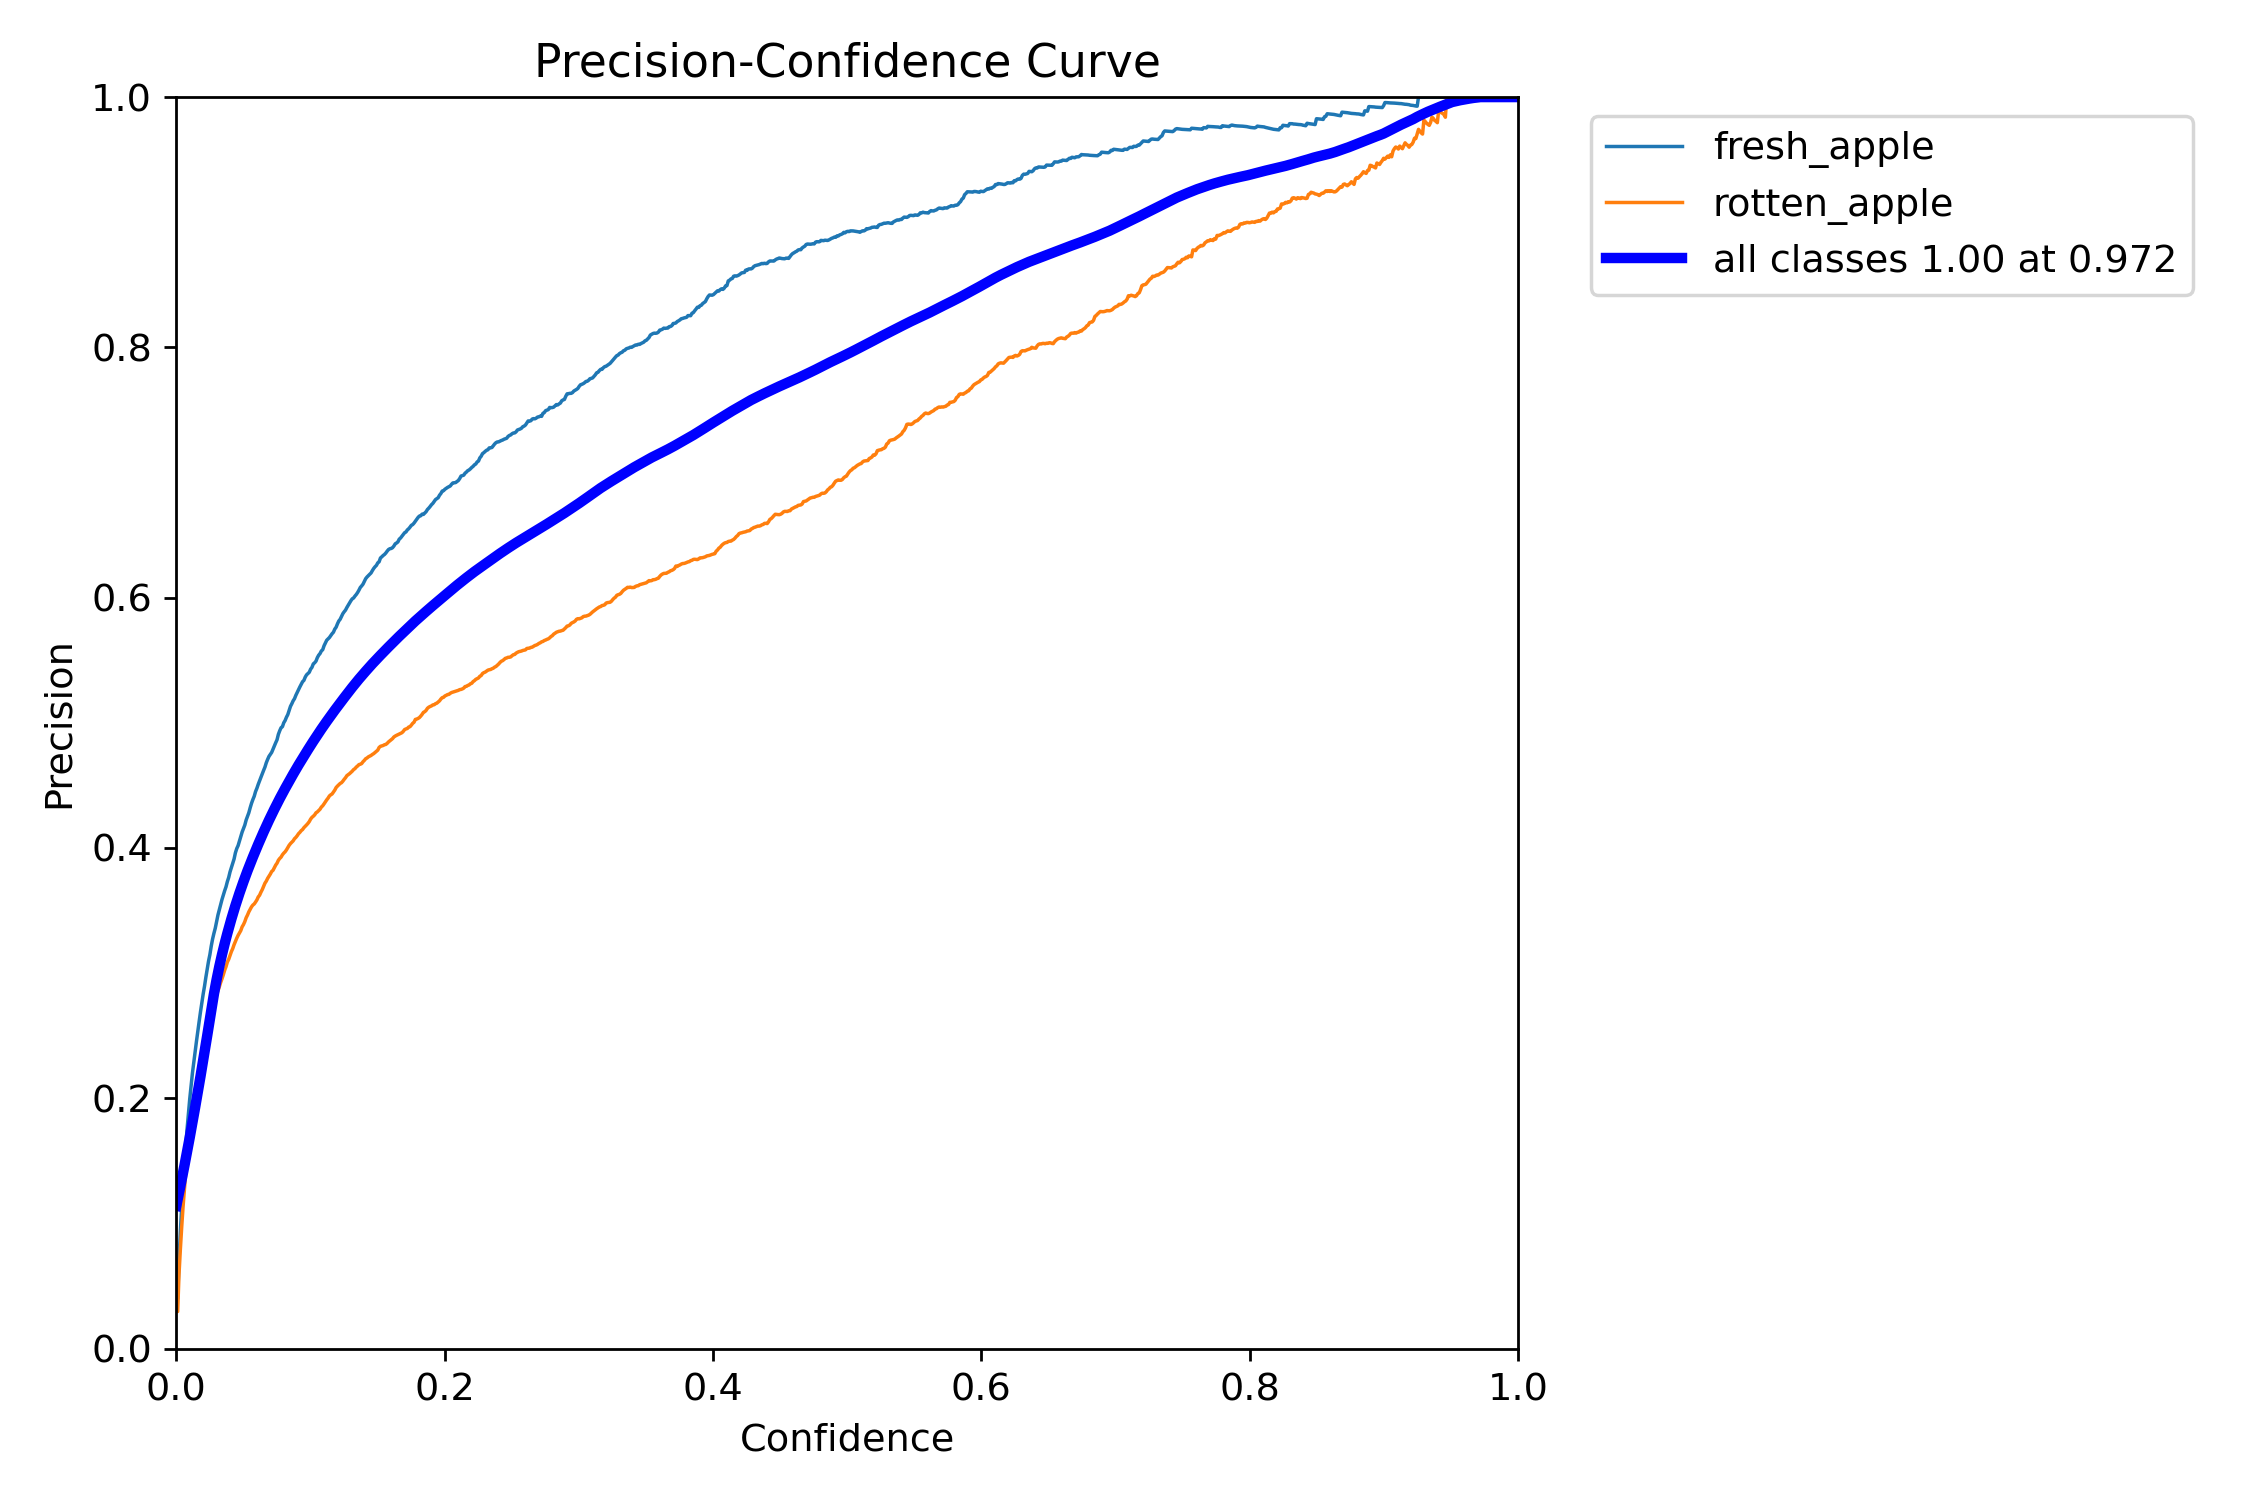 Precision-Confidence Curve
1.0
0.8
0.6
0.4
0.2
0.0
Precision
0.0 0.2 0.4 0.6 0.8 1.0
Confidence
fresh_apple
rotten_apple
all classes 1.00 at 0.972